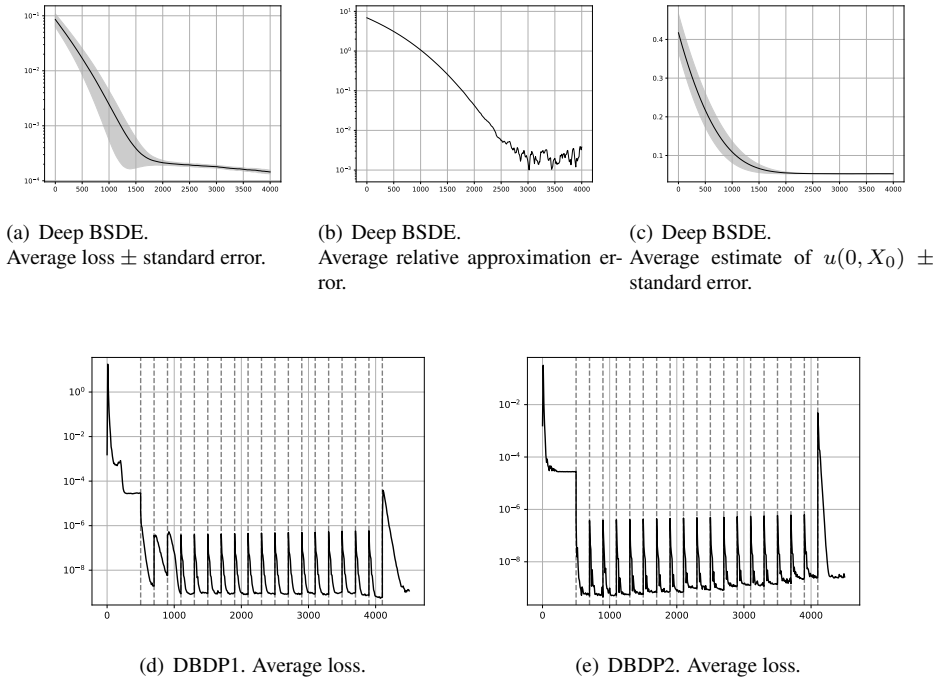 10⁻¹
10⁻²
10⁻³
10⁻⁴
0 500 1000 1500 2000 2500 3000 3500 4000
10¹
10⁰
10⁻¹
10⁻²
10⁻³
0 500 1000 1500 2000 2500 3000 3500 4000
0.4
0.3
0.2
0.1
0 500 1000 1500 2000 2500 3000 3500 4000
(a) Deep BSDE.
Average loss ± standard error.
(b) Deep BSDE.
Average relative approximation er-
ror.
(c) Deep BSDE.
Average estimate of u(0, X₀) ±
standard error.
10⁰
10⁻²
10⁻⁴
10⁻⁶
10⁻⁸
0 1000 2000 3000 4000
10⁻²
10⁻⁴
10⁻⁶
10⁻⁸
0 1000 2000 3000 4000
(d) DBDP1. Average loss.
(e) DBDP2. Average loss.